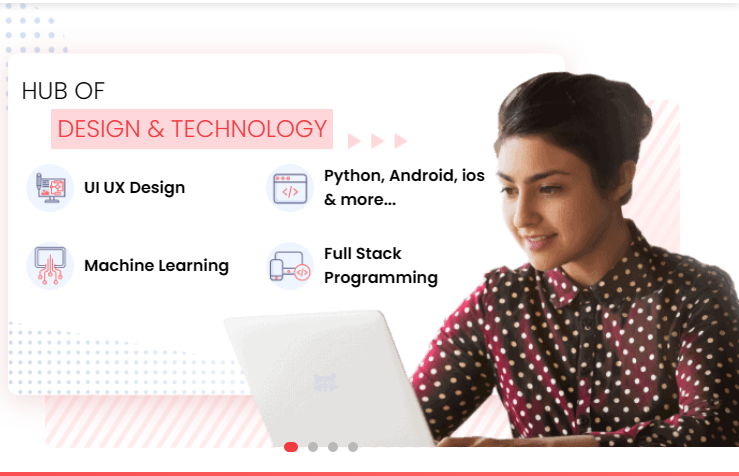 HUB OF
DESIGN & TECHNOLOGY
UI UX Design
Python, Android, ios
& more...
Machine Learning
Full Stack
Programming